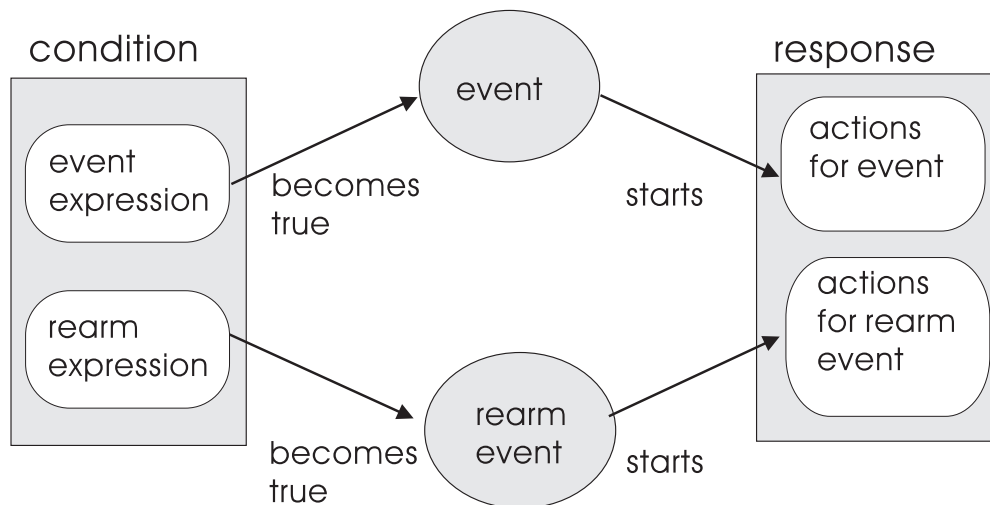 condition
event
expression
rearm
expression
becomes
true
event
becomes
true
rearm
event
starts
starts
response
actions
for event
actions
for rearm
event